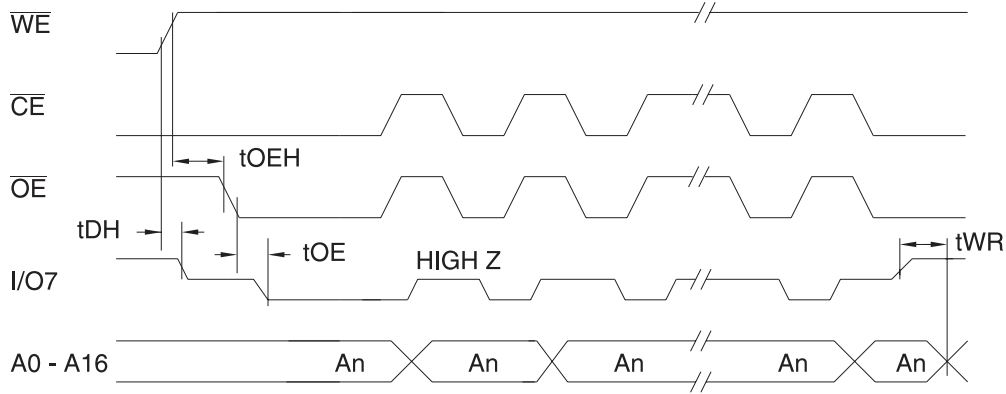 WE
CE
tOEH
OE
tDH
tOE
tWR
HIGH Z
I/O7
A0 - A16 An An An An An